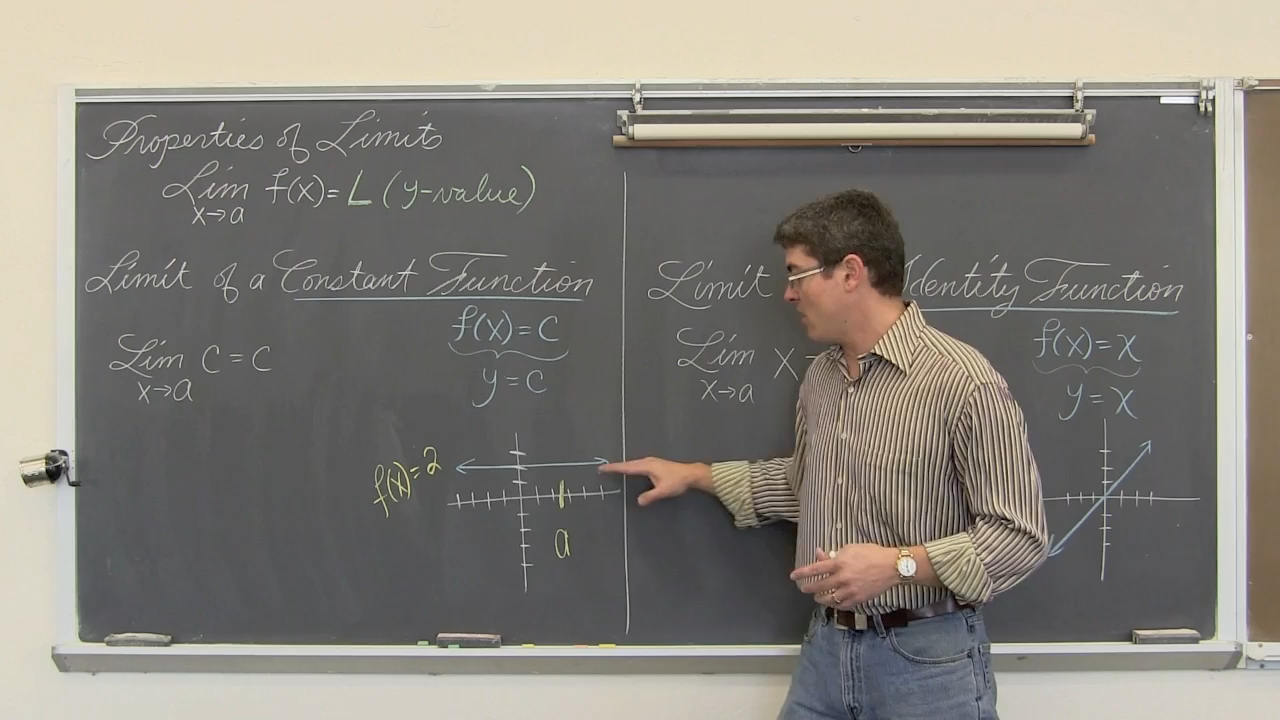 Properties of Limits
Lim f(x) = L (y-value)
x→a
Limit of a Constant Function
f(x) = c
y = c
Lim c = c
x→a
f(x) = 2
a
Limit Identity Function
f(x) = x
y = x
Lim x =
x→a